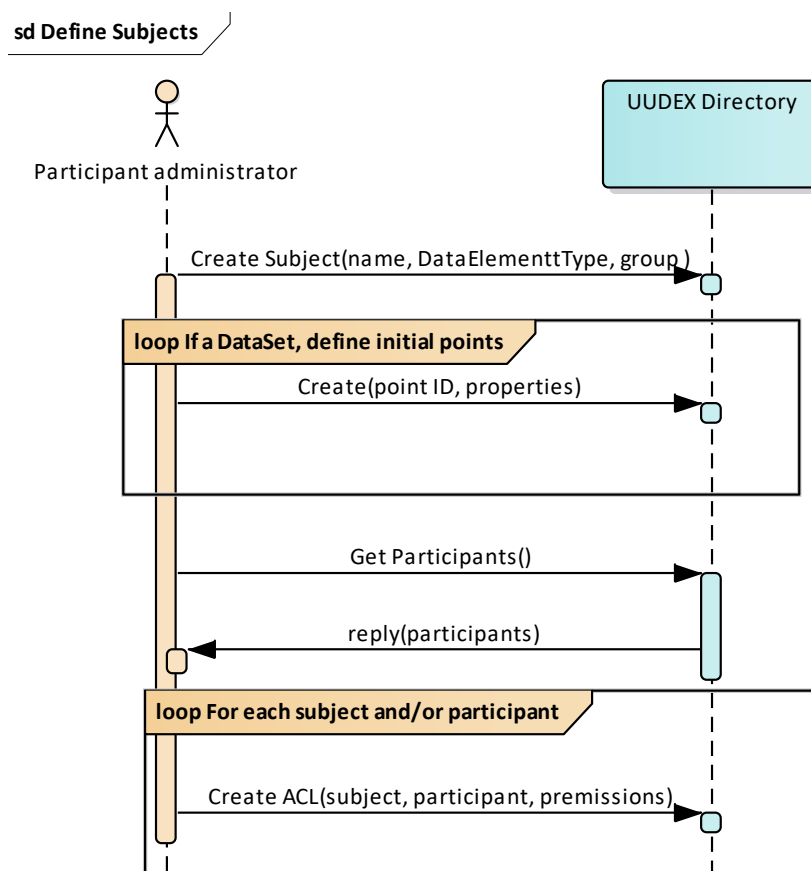 sd Define Subjects
UUDEX Directory
Participant administrator
Create Subject(name, DataElementtType, group )
loop If a DataSet, define initial points
Create(point ID, properties)
Get Participants()
reply(participants)
loop For each subject and/or participant
Create ACL(subject, participant, premissions)